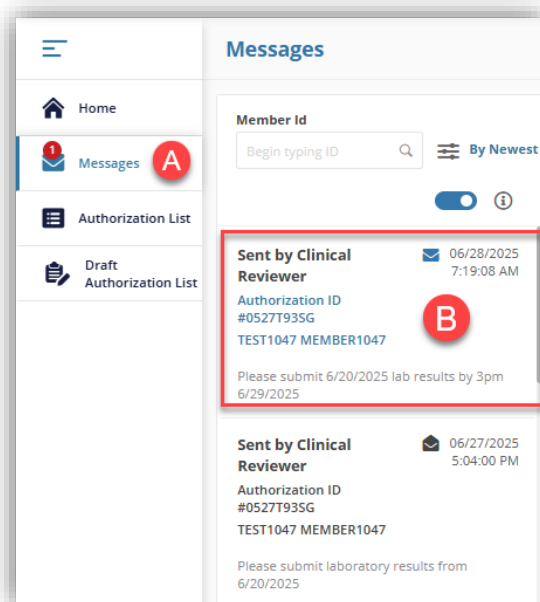 Messages
Home
1
Messages
A
Authorization List
Draft
Authorization List
Member Id
Begin typing ID
By Newest
Sent by Clinical
Reviewer
06/28/2025
7:19:08 AM
Authorization ID
#0527T93SG
TEST1047 MEMBER1047
B
Please submit 6/20/2025 lab results by 3pm
6/29/2025
Sent by Clinical
Reviewer
06/27/2025
5:04:00 PM
Authorization ID
#0527T93SG
TEST1047 MEMBER1047
Please submit laboratory results from
6/20/2025